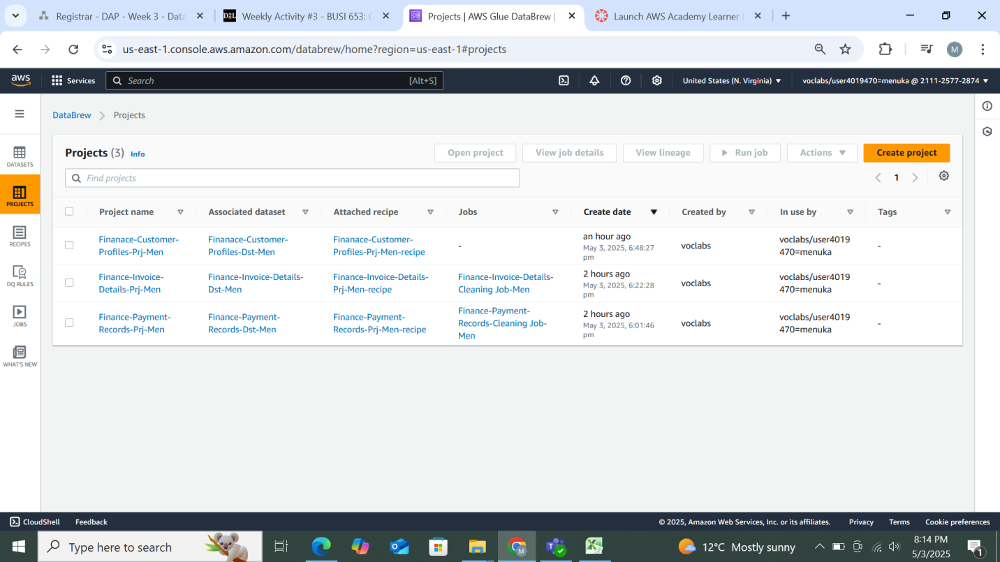 Registrar - DAP - Week 3 - Data
D2L Weekly Activity #3 - BUSI 653: C
Projects | AWS Glue DataBrew |
Launch AWS Academy Learner L
us-east-1.console.aws.amazon.com/databrew/home?region=us-east-1#projects
M
aws Services Search [Alt+S] United States (N. Virginia) ▼ voclabs/user4019470=menuka @ 2111-2577-2874 ▼
DataBrew > Projects
DATASETS
PROJECTS
RECIPES
DQ RULES
JOBS
WHAT'S NEW
Projects (3) Info
Open project View job details View lineage Run job Actions Create project
Find projects
1
Project name Associated dataset Attached recipe Jobs Create date Created by In use by Tags
Finanace-Customer-
Profiles-Prj-Men
Finanace-Customer-
Profiles-Dst-Men
Finanace-Customer-
Profiles-Prj-Men-recipe
-
an hour ago
May 3, 2025, 6:48:27
pm
voclabs
voclabs/user4019
470=menuka
-
Finance-Invoice-
Details-Prj-Men
Finance-Invoice-Details-
Dst-Men
Finance-Invoice-Details-
Prj-Men-recipe
Finance-Invoice-Details-
Cleaning Job-Men
2 hours ago
May 3, 2025, 6:22:28
pm
voclabs
voclabs/user4019
470=menuka
-
Finance-Payment-
Records-Prj-Men
Finance-Payment-
Records-Dst-Men
Finance-Payment-
Records-Prj-Men-recipe
Finance-Payment-
Records-Cleaning Job-
Men
2 hours ago
May 3, 2025, 6:01:46
pm
voclabs
voclabs/user4019
470=menuka
-
CloudShell Feedback © 2025, Amazon Web Services, Inc. or its affiliates. Privacy Terms Cookie preferences
Type here to search
M
12°C Mostly sunny
8:14 PM
5/3/2025
1